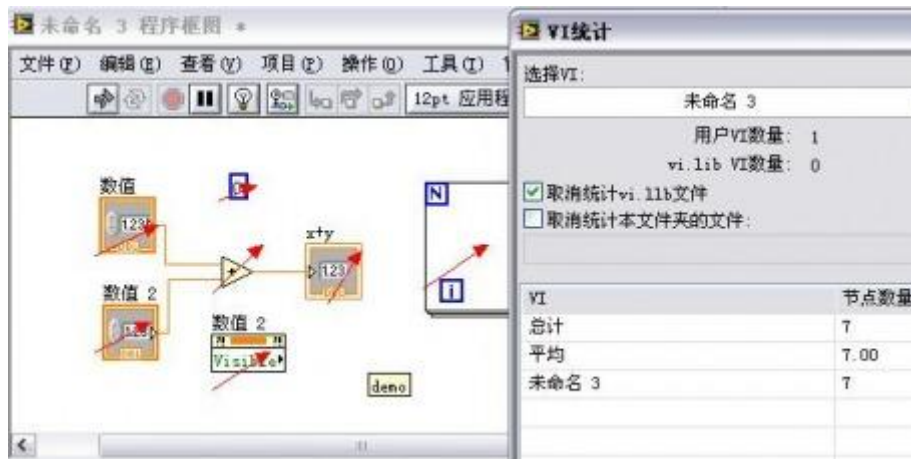 未命名 3 程序框图 *
文件(F) 编辑(E) 查看(V) 项目(P) 操作(O) 工具(T)
12pt 应用程
数值
123
x+y
123
数值 2
数值 2
Visible
demo
N
i
VI统计
选择VI:
未命名 3
用户VI数量: 1
vi.lib VI数量: 0
取消统计vi.llb文件
取消统计本文件夹的文件:
VI 节点数量
总计 7
平均 7.00
未命名 3 7